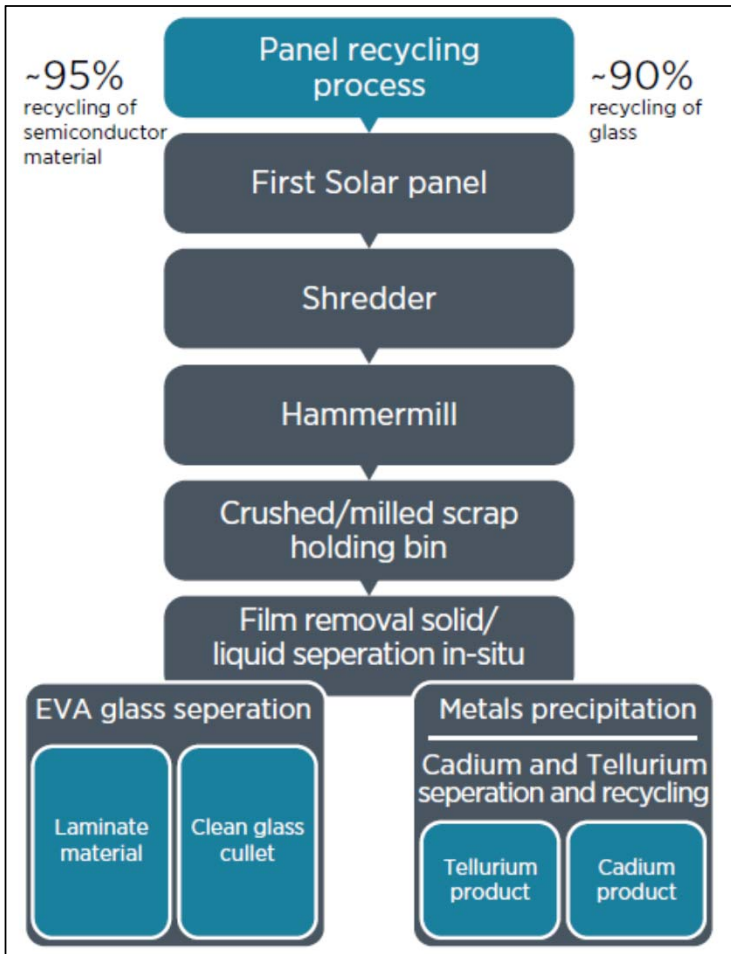 Panel recycling
process
~95%
recycling of
semiconductor
material
~90%
recycling of
glass
First Solar panel
Shredder
Hammermill
Crushed/milled scrap
holding bin
Film removal solid/
liquid seperation in-situ
EVA glass seperation
Laminate
material
Clean glass
cullet
Metals precipitation
Cadium and Tellurium
seperation and recycling
Tellurium
product
Cadium
product